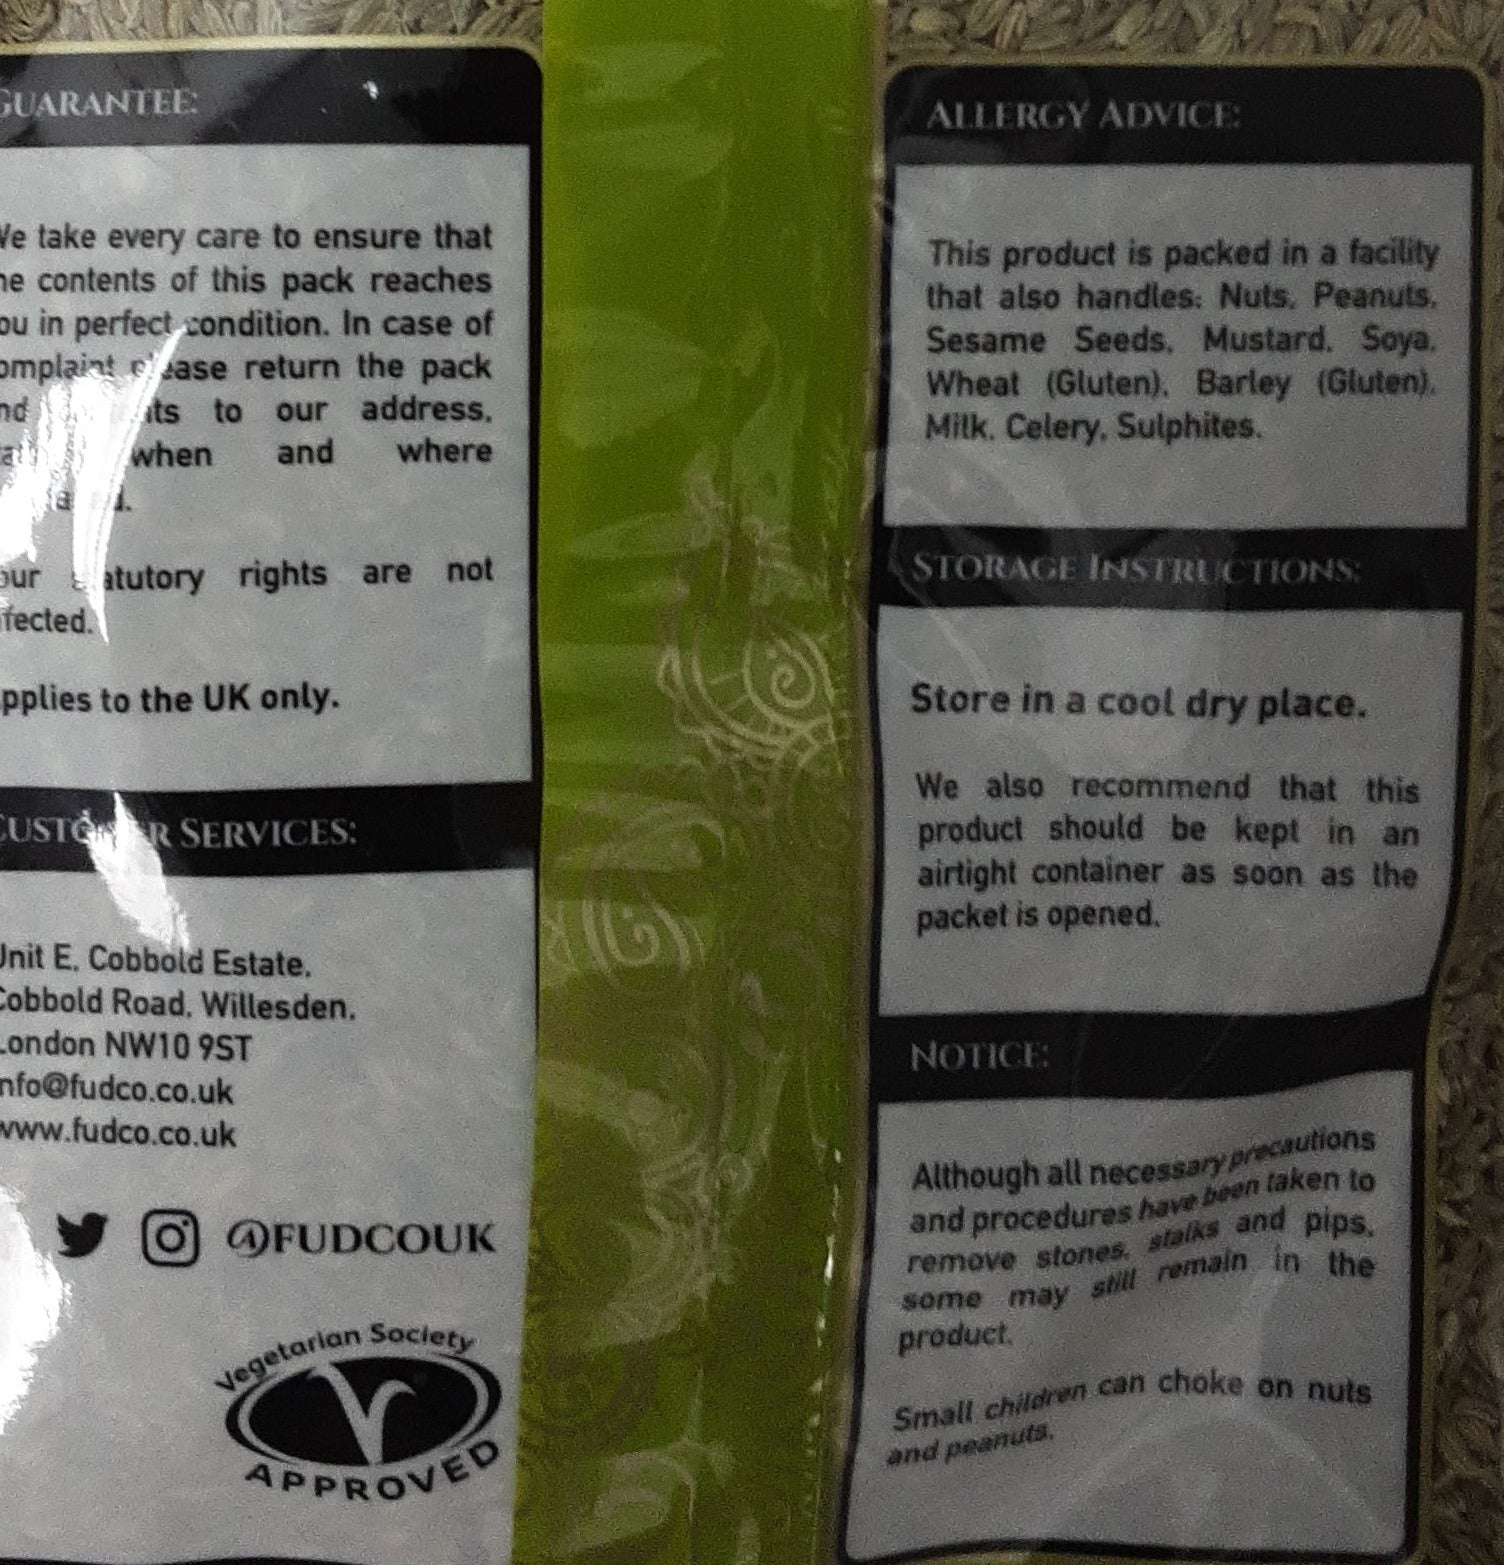 GUARANTEE:
We take every care to ensure that
he contents of this pack reaches
ou in perfect condition. In case of
omplaint please return the pack
nd to our address.
when and where
our statutory rights are not
ffected.
pplies to the UK only.
CUSTOMER SERVICES:
Unit E. Cobbold Estate.
Cobbold Road. Willesden.
London NW10 9ST
info@fudco.co.uk
www.fudco.co.uk
@FUDCOUK
Vegetarian Society
APPROVED
ALLERGY ADVICE:
This product is packed in a facility
that also handles: Nuts. Peanuts.
Sesame Seeds. Mustard. Soya.
Wheat (Gluten). Barley (Gluten).
Milk. Celery. Sulphites.
STORAGE INSTRUCTIONS:
Store in a cool dry place.
We also recommend that this
product should be kept in an
airtight container as soon as the
packet is opened.
NOTICE:
Although all necessary precautions
and procedures have been taken to
remove stones. stalks and pips.
some may still remain in the
product.
Small children can choke on nuts
and peanuts.